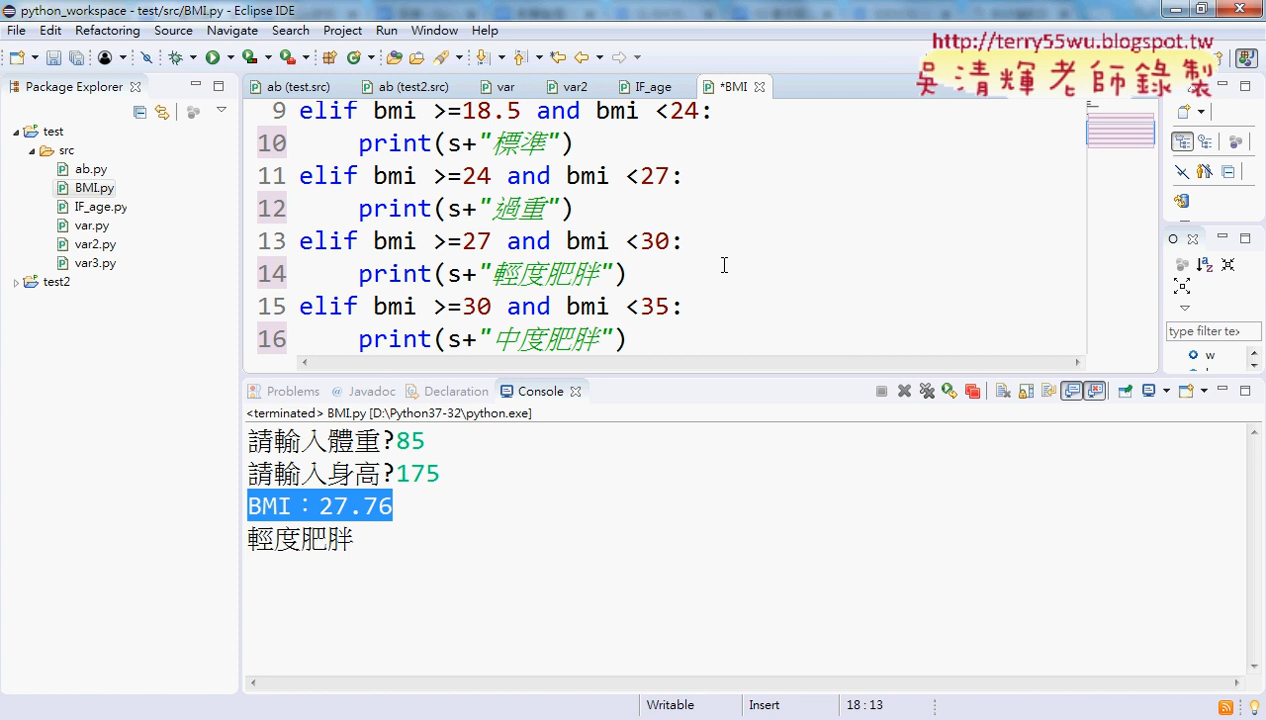 python_workspace - test/src/BMI.py - Eclipse IDE
File Edit Refactoring Source Navigate Search Project Run Window Help
http://terry55wu.blogspot.tw
吳清輝老師錄製
Package Explorer
ab (test.src) ab (test2.src) var var2 IF_age *BMI
test
src
ab.py
BMI.py
IF_age.py
var.py
var2.py
var3.py
test2
9 elif bmi >=18.5 and bmi <24:
10 print(s+"標準")
11 elif bmi >=24 and bmi <27:
12 print(s+"過重")
13 elif bmi >=27 and bmi <30:
14 print(s+"輕度肥胖")
15 elif bmi >=30 and bmi <35:
16 print(s+"中度肥胖")
type filter tex
w
Problems @ Javadoc Declaration Console
<terminated> BMI.py [D:\Python37-32\python.exe]
請輸入體重?85
請輸入身高?175
BMI：27.76
輕度肥胖
Writable Insert 18 : 13